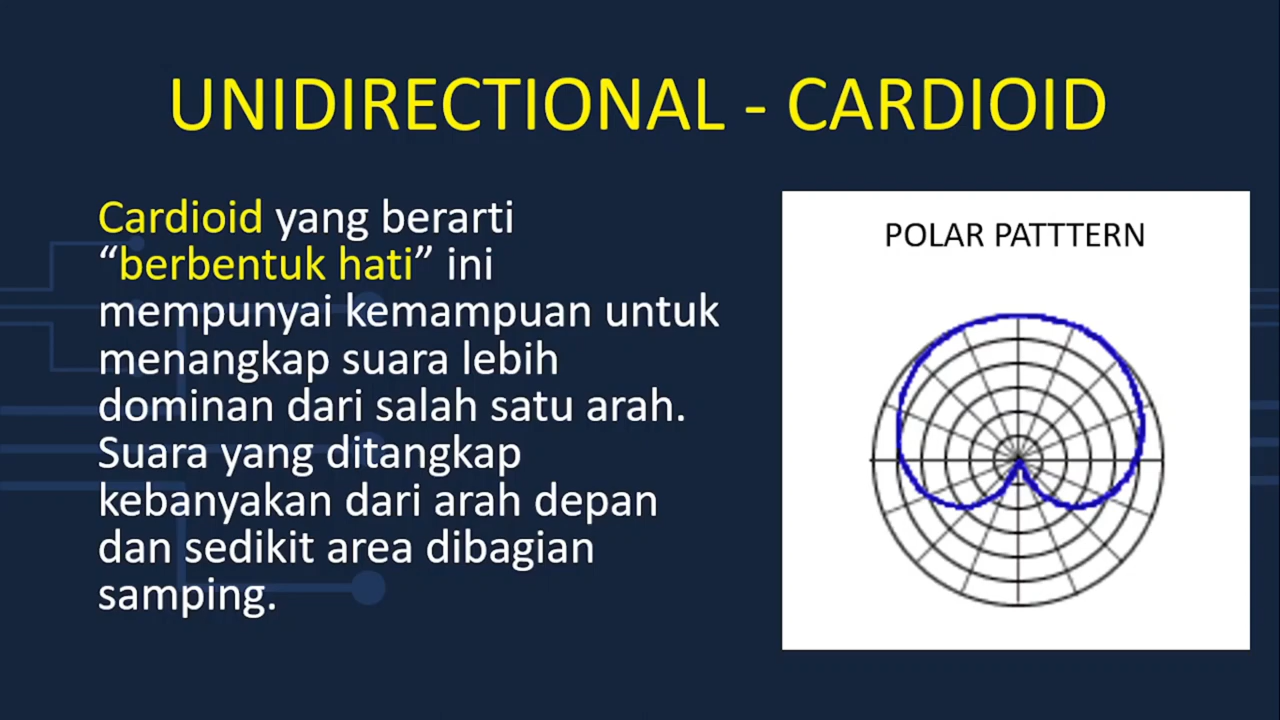 UNIDIRECTIONAL - CARDIOID
Cardioid yang berarti
“berbentuk hati” ini
mempunyai kemampuan untuk
menangkap suara lebih
dominan dari salah satu arah.
Suara yang ditangkap
kebanyakan dari arah depan
dan sedikit area dibagian
samping.
POLAR PATTTERN